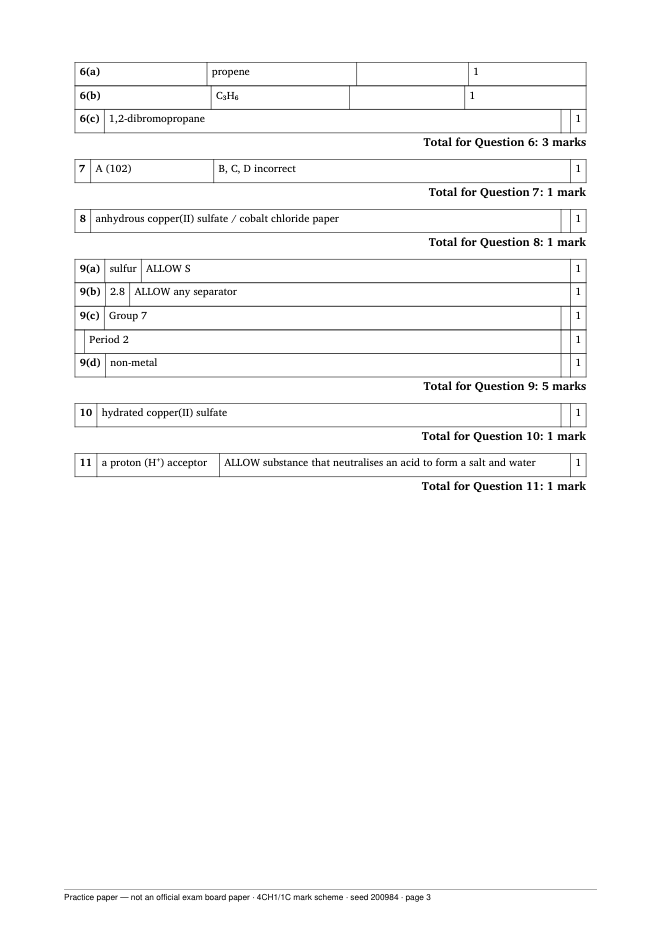 6(a) propene 1
6(b) C₃H₆ 1
6(c) 1,2-dibromopropane 1
Total for Question 6: 3 marks
7 A (102) B, C, D incorrect 1
Total for Question 7: 1 mark
8 anhydrous copper(II) sulfate / cobalt chloride paper 1
Total for Question 8: 1 mark
9(a) sulfur ALLOW S 1
9(b) 2.8 ALLOW any separator 1
9(c) Group 7 1
Period 2 1
9(d) non-metal 1
Total for Question 9: 5 marks
10 hydrated copper(II) sulfate 1
Total for Question 10: 1 mark
11 a proton (H⁺) acceptor ALLOW substance that neutralises an acid to form a salt and water 1
Total for Question 11: 1 mark
Practice paper — not an official exam board paper · 4CH1/1C mark scheme · seed 200984 · page 3